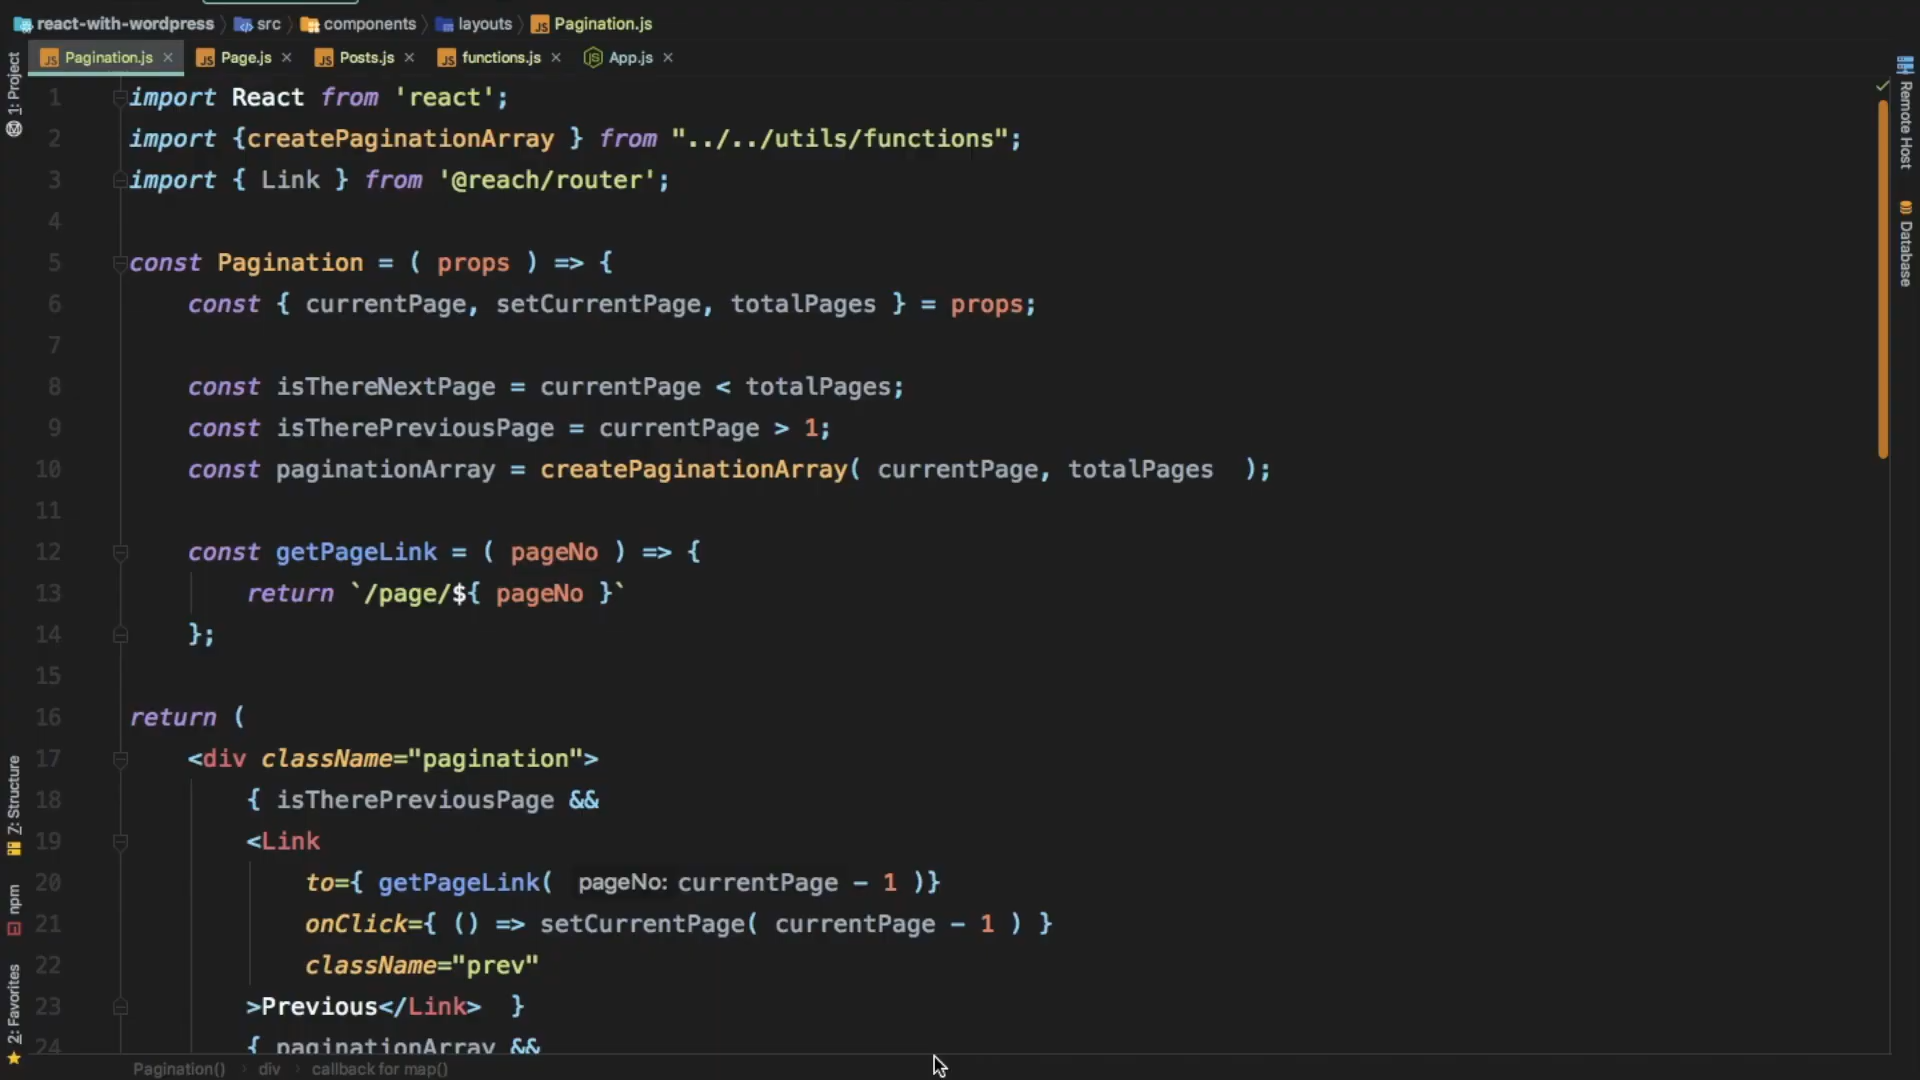 react-with-wordpress src components layouts Pagination.js
Pagination.js Page.js Posts.js functions.js App.js
1: Project
Z: Structure
npm
2: Favorites
Remote Host
Database
1 import React from 'react';
2 import {createPaginationArray } from "../../utils/functions";
3 import { Link } from '@reach/router';
4
5 const Pagination = ( props ) => {
6 const { currentPage, setCurrentPage, totalPages } = props;
7
8 const isThereNextPage = currentPage < totalPages;
9 const isTherePreviousPage = currentPage > 1;
10 const paginationArray = createPaginationArray( currentPage, totalPages );
11
12 const getPageLink = ( pageNo ) => {
13 return `/page/${ pageNo }`
14 };
15
16 return (
17 <div className="pagination">
18 { isTherePreviousPage &&
19 <Link
20 to={ getPageLink( pageNo: currentPage - 1 )}
21 onClick={ () => setCurrentPage( currentPage - 1 ) }
22 className="prev"
23 >Previous</Link> }
24 { paginationArray &&
Pagination() div callback for map()